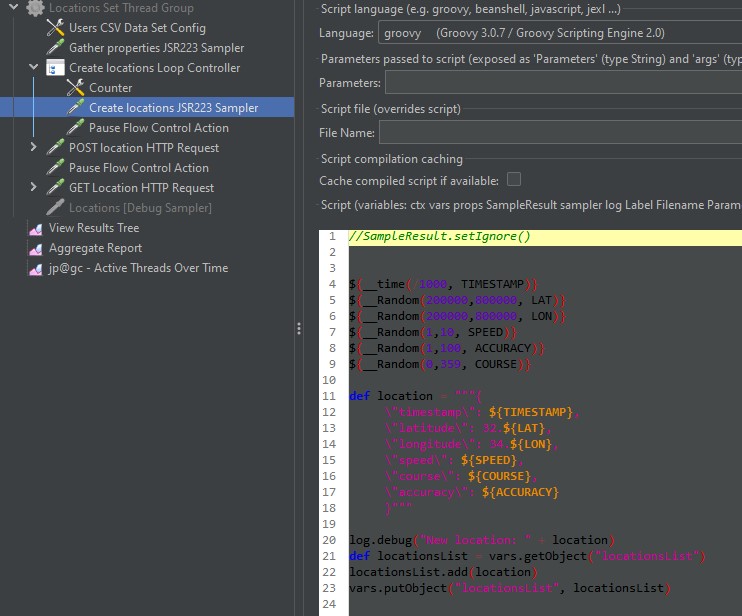 Locations Set Thread Group
Users CSV Data Set Config
Gather properties JSR223 Sampler
Create locations Loop Controller
Counter
Create locations JSR223 Sampler
Pause Flow Control Action
POST location HTTP Request
Pause Flow Control Action
GET Location HTTP Request
Locations [Debug Sampler]
View Results Tree
Aggregate Report
jp@gc - Active Threads Over Time
Script language (e.g. groovy, beanshell, javascript, jexl ...)
Language: groovy (Groovy 3.0.7 / Groovy Scripting Engine 2.0)
Parameters passed to script (exposed as 'Parameters' (type String) and 'args' (typ
Parameters:
Script file (overrides script)
File Name:
Script compilation caching
Cache compiled script if available:
Script (variables: ctx vars props SampleResult sampler log Label Filename Param
1 //SampleResult.setIgnore()
2
3
4 ${__time(/1000, TIMESTAMP)}
5 ${__Random(200000,800000, LAT)}
6 ${__Random(200000,800000, LON)}
7 ${__Random(1,10, SPEED)}
8 ${__Random(1,100, ACCURACY)}
9 ${__Random(0,359, COURSE)}
10
11 def location = """{
12 \"timestamp\": ${TIMESTAMP},
13 \"latitude\": 32.${LAT},
14 \"longitude\": 34.${LON},
15 \"speed\": ${SPEED},
16 \"course\": ${COURSE},
17 \"accuracy\": ${ACCURACY}
18 }"""
19
20 log.debug("New location: " + location)
21 def locationsList = vars.getObject("locationsList")
22 locationsList.add(location)
23 vars.putObject("locationsList", locationsList)
24